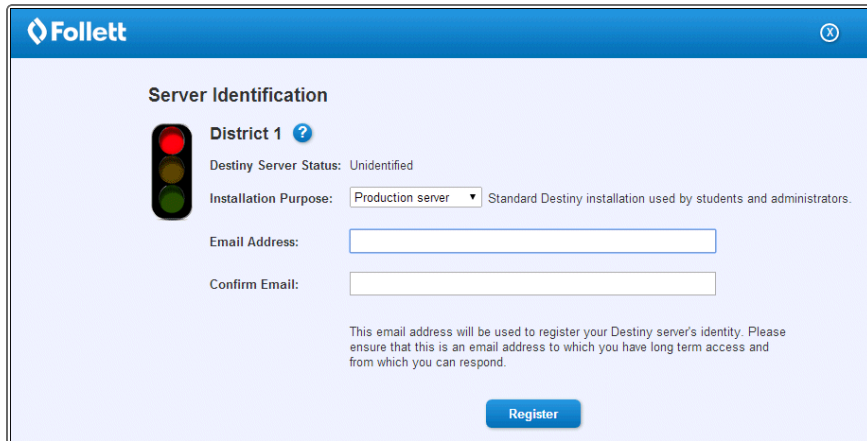 Follett
X
Server Identification
District 1 ?
Destiny Server Status: Unidentified
Installation Purpose: Production server Standard Destiny installation used by students and administrators.
Email Address:
Confirm Email:
This email address will be used to register your Destiny server's identity. Please
ensure that this is an email address to which you have long term access and
from which you can respond.
Register